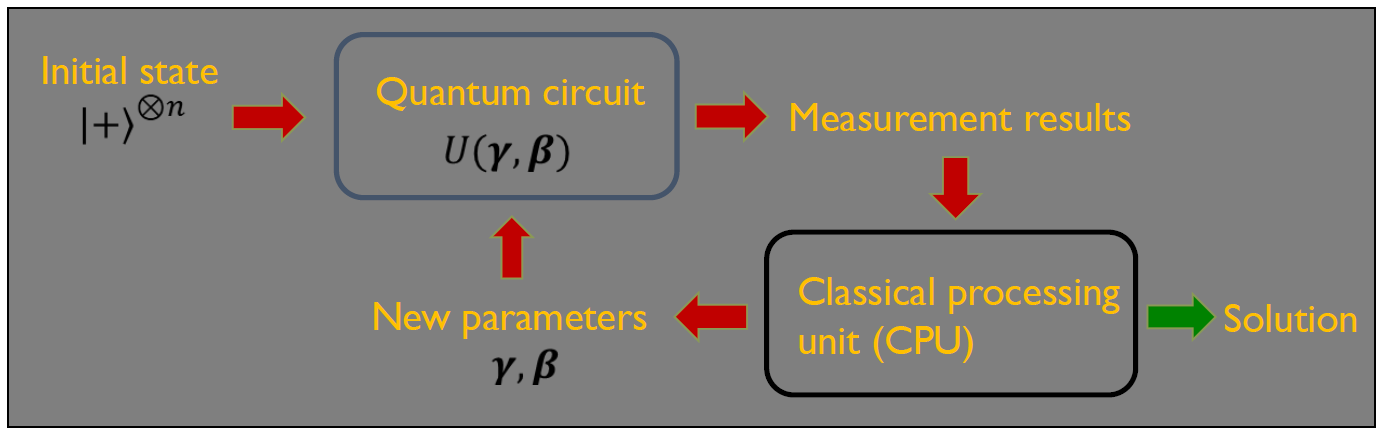 Initial state
|+⟩⊗n
Quantum circuit
U(γ, β)
Measurement results
Classical processing
unit (CPU)
Solution
New parameters
γ, β